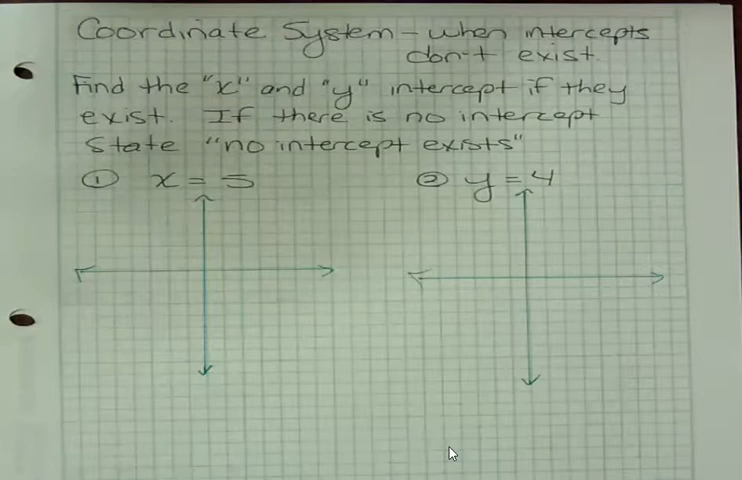 Coordinate System - when intercepts
don't exist.
Find the "x" and "y" intercept if they
exist. If there is no intercept
State "no intercept exists"
① x = 5 ② y = 4